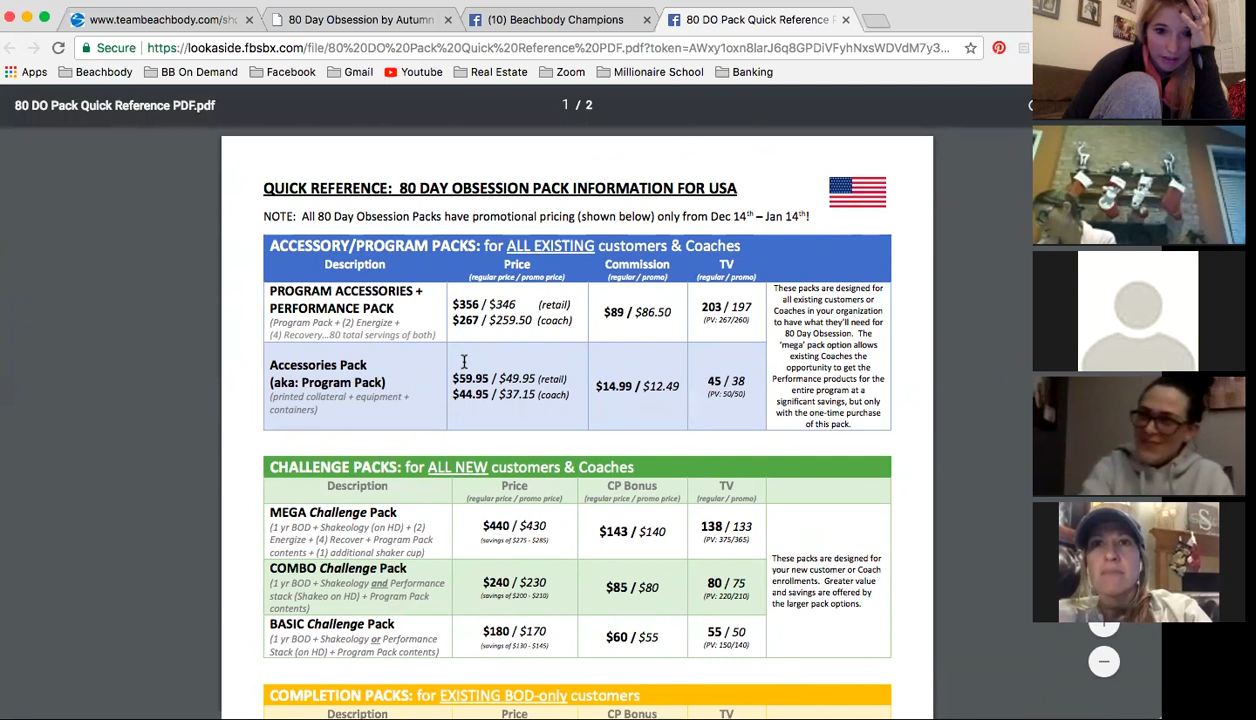 www.teambeachbody.com/sh
80 Day Obsession by Autumn
(10) Beachbody Champions
80 DO Pack Quick Reference P
Secure
https://lookaside.fbsbx.com/file/80%20DO%20Pack%20Quick%20Reference%20PDF.pdf?token=
Apps
Beachbody
BB On Demand
Facebook
Gmail
YouTube
Real Estate
Zoom
Millionaire School
Banking
80 DO Pack Quick Reference PDF.pdf
1 / 2
QUICK REFERENCE: 80 DAY OBSESSION PACK INFORMATION FOR USA
NOTE: All 80 Day Obsession Packs have promotional pricing (shown below) only from Dec 14th – Jan 14th!
ACCESSORY/PROGRAM PACKS: for ALL EXISTING customers & Coaches
Description
Price
Commission
TV
(regular price / promo price)
(regular / promo)
(regular / promo)
PROGRAM ACCESSORIES +
PERFORMANCE PACK
(Program Pack + (2) Energize +
(4) Recovery...80 total servings of both)
$356 / $346 (retail)
$267 / $259.50 (coach)
$89 / $86.50
203 / 197
(PV: 267/260)
Accessories Pack
(aka: Program Pack)
(printed collateral + equipment +
containers)
$59.95 / $49.95 (retail)
$44.95 / $37.15 (coach)
$14.99 / $12.49
45 / 38
(PV: 50/50)
These packs are designed for
all existing customers or
Coaches in your organization
to have what they'll need for
80 Day Obsession. The
'mega' pack option allows
existing Coaches the
opportunity to get the
Performance products for the
entire program at a
significant savings, but only
with the one-time purchase
of this pack.
CHALLENGE PACKS: for ALL NEW customers & Coaches
Description
Price
CP Bonus
TV
(regular price / promo price)
(regular price / promo)
(regular / promo)
MEGA Challenge Pack
(1 yr BOD + Shakeology (on HD) + (2)
Energize + (4) Recover + Program Pack
contents + (1) additional shaker cup)
$440 / $430
(savings of $275 - $285)
$143 / $140
138 / 133
(PV: 375/365)
COMBO Challenge Pack
(1 yr BOD + Shakeology and Performance
stack (Shakeo on HD) + Program Pack
contents)
$240 / $230
(savings of $200 - $210)
$85 / $80
80 / 75
(PV: 220/210)
BASIC Challenge Pack
(1 yr BOD + Shakeology or Performance
Stack (on HD) + Program Pack contents)
$180 / $170
(savings of $130 - $145)
$60 / $55
55 / 50
(PV: 150/140)
These packs are designed for
your new customer or Coach
enrollments. Greater value
and savings are offered by
the larger pack options.
COMPLETION PACKS: for EXISTING BOD-only customers
Description
Price
CP Bonus
TV
S